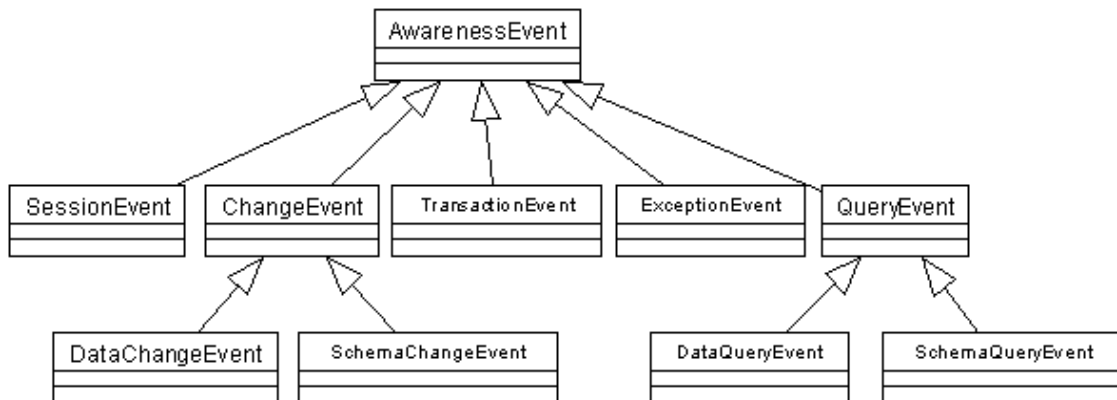 AwarenessEvent
SessionEvent
ChangeEvent
TransactionEvent
ExceptionEvent
QueryEvent
DataChangeEvent
SchemaChangeEvent
DataQueryEvent
SchemaQueryEvent